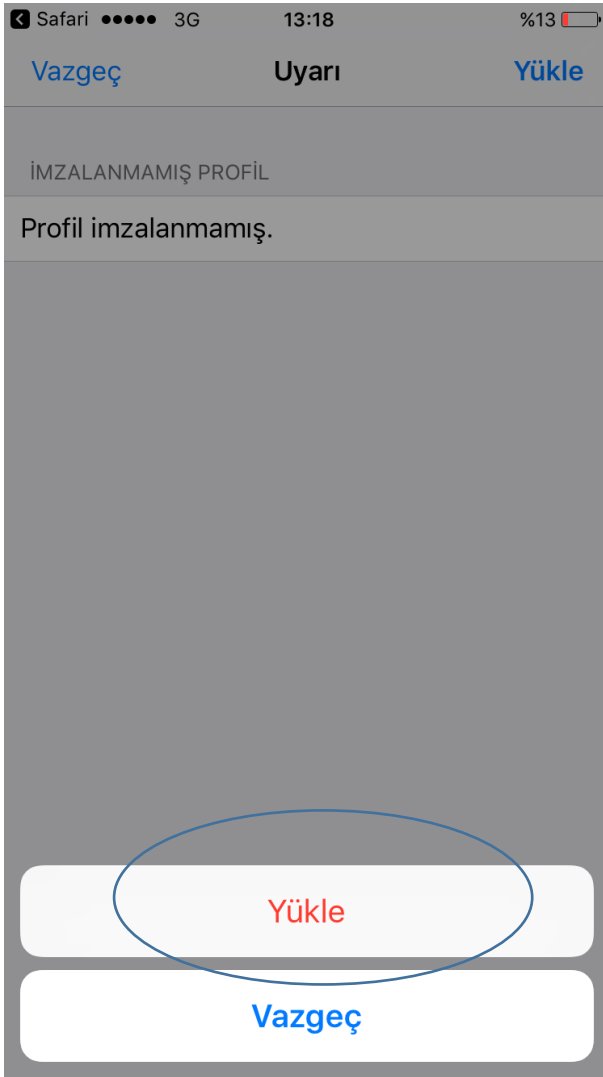 Safari 3G 13:18 %13
Vazgeç Uyarı Yükle
İMZALANMAMIŞ PROFİL
Profil imzalanmamış.
Yükle
Vazgeç